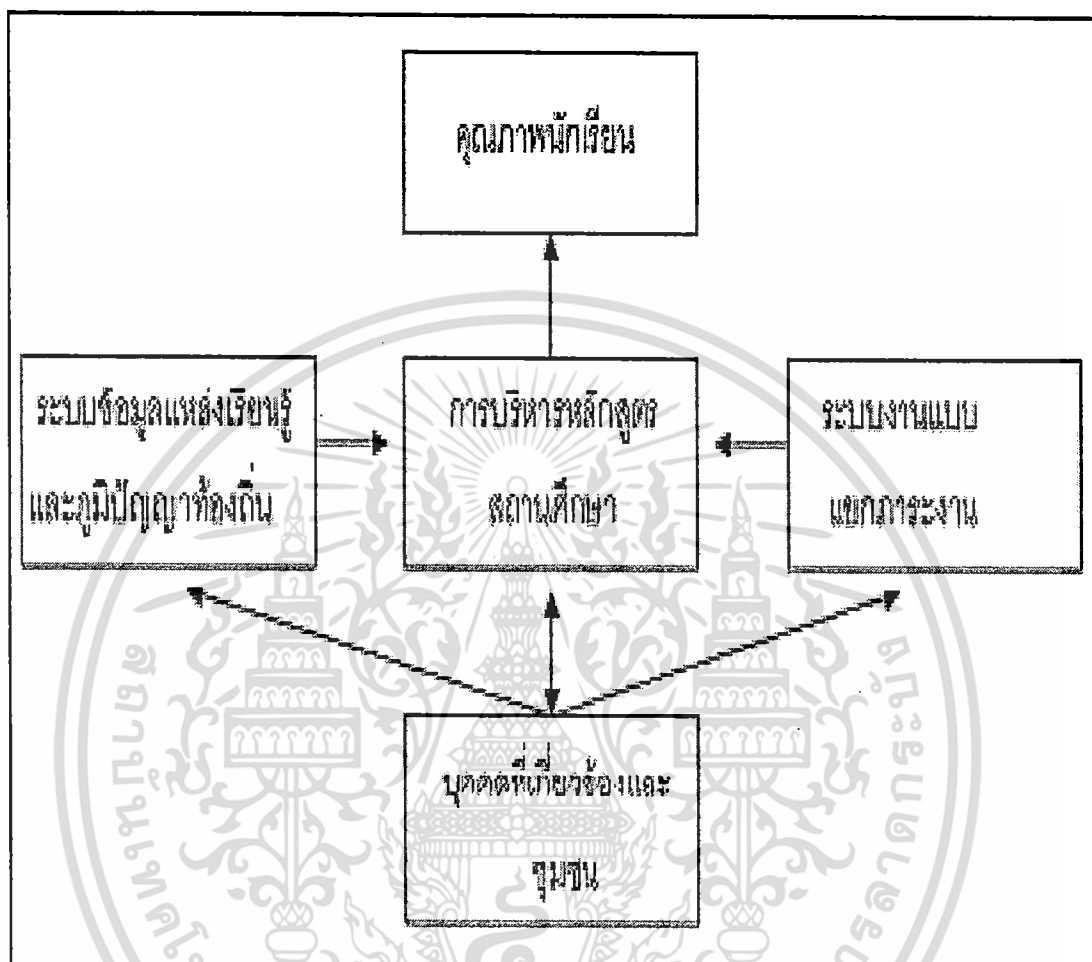 คุณภาพนักเรียน
ระบบข้อมูลแหล่งเรียนรู้
และภูมิปัญญาท้องถิ่น
การบริหารหลักสูตร
สถานศึกษา
ระบบงานแบบ
แยกภาระงาน
บุคคลที่เกี่ยวข้องและ
ชุมชน